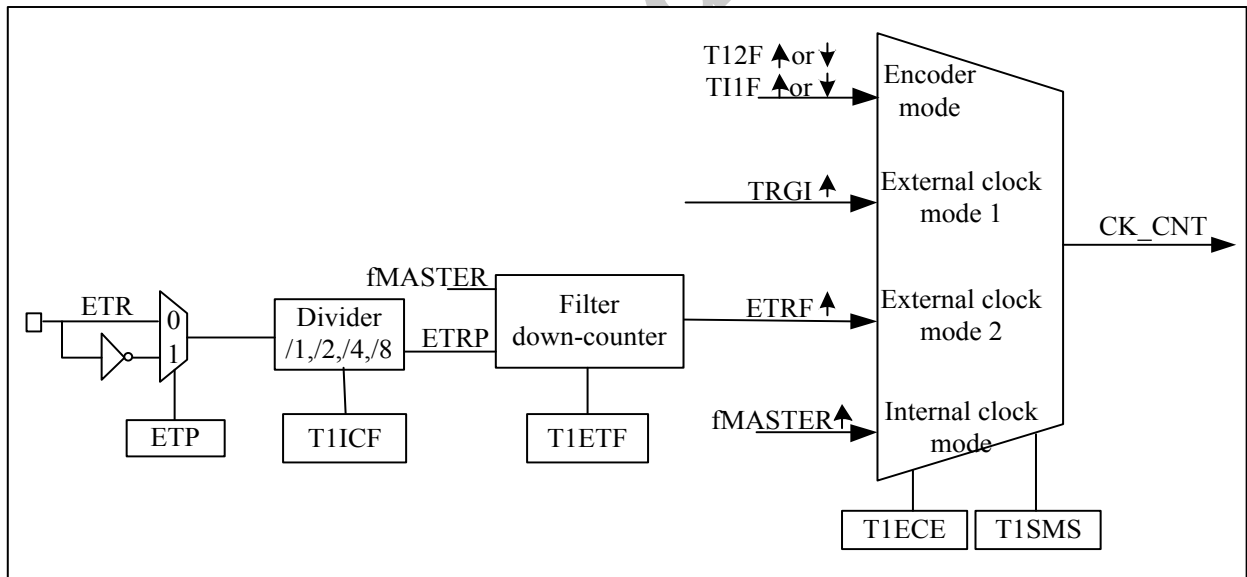 T12F or
TI1F or
Encoder
mode
TRGI
External clock
mode 1
CK_CNT
fMASTER
ETR
0
1
Divider
/1,/2,/4,/8
ETRP
Filter
down-counter
ETRF
External clock
mode 2
fMASTER
Internal clock
mode
ETP
T1ICF
T1ETF
T1ECE
T1SMS